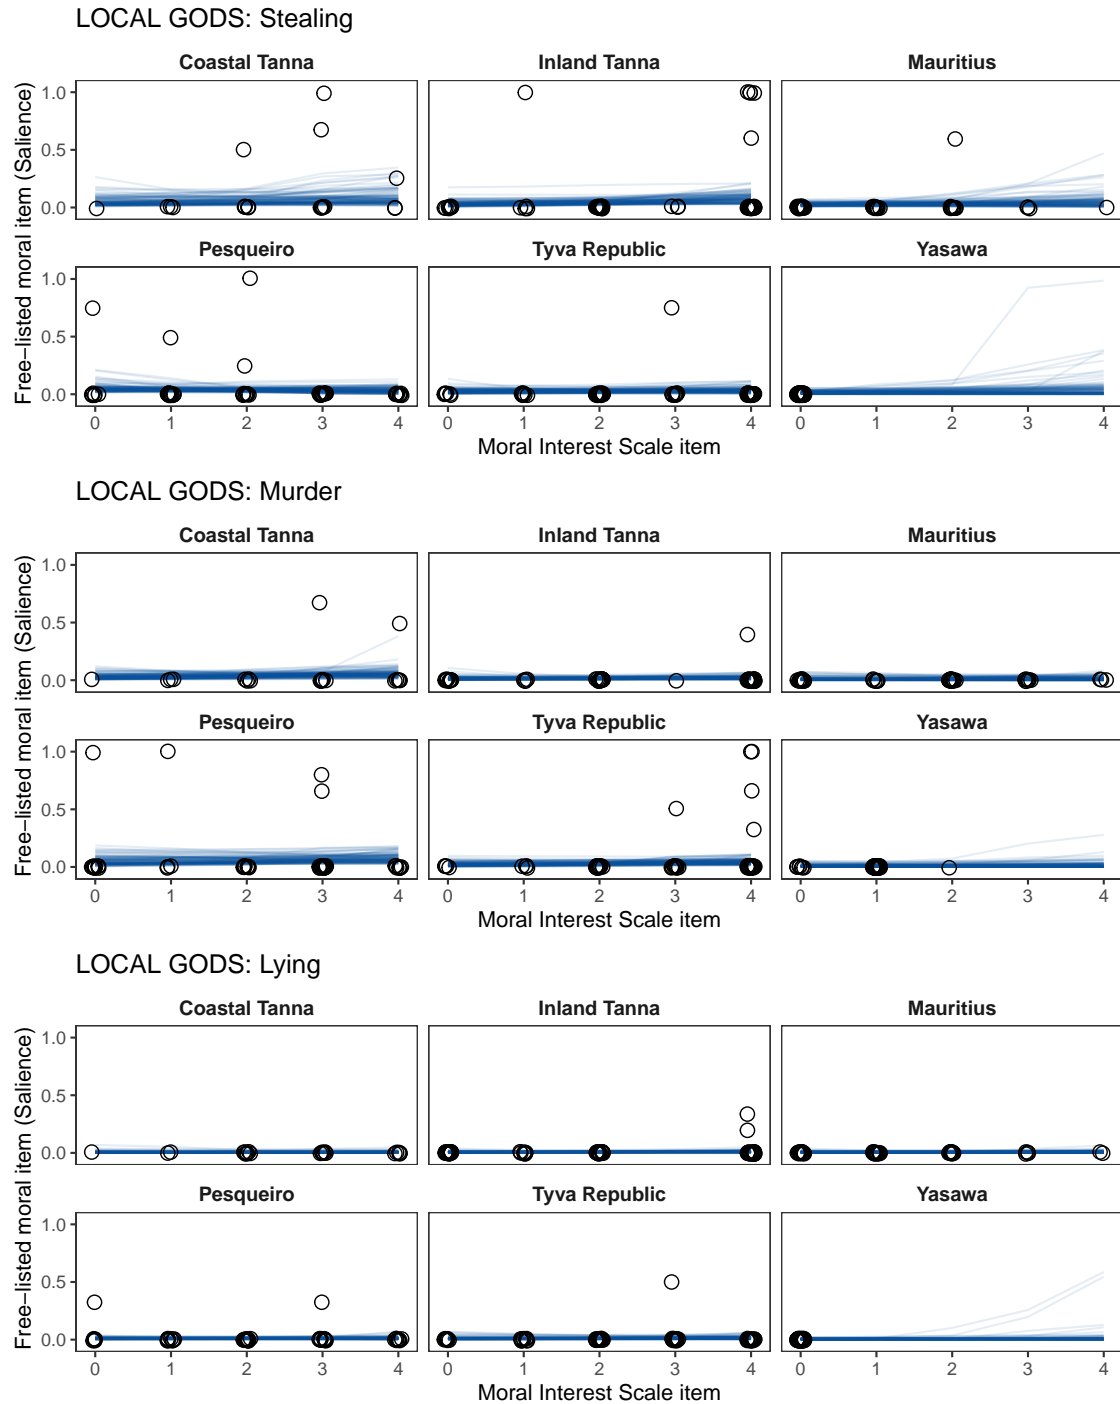 LOCAL GODS: Stealing
Coastal Tanna Inland Tanna Mauritius
1.0
0.5
0.0
Pesqueiro Tyva Republic Yasawa
1.0
0.5
0.0
Free−listed moral item (Salience)
0 1 2 3 4 0 1 2 3 4 0 1 2 3 4
Moral Interest Scale item
LOCAL GODS: Murder
Coastal Tanna Inland Tanna Mauritius
1.0
0.5
0.0
Pesqueiro Tyva Republic Yasawa
1.0
0.5
0.0
Free−listed moral item (Salience)
0 1 2 3 4 0 1 2 3 4 0 1 2 3 4
Moral Interest Scale item
LOCAL GODS: Lying
Coastal Tanna Inland Tanna Mauritius
1.0
0.5
0.0
Pesqueiro Tyva Republic Yasawa
1.0
0.5
0.0
Free−listed moral item (Salience)
0 1 2 3 4 0 1 2 3 4 0 1 2 3 4
Moral Interest Scale item